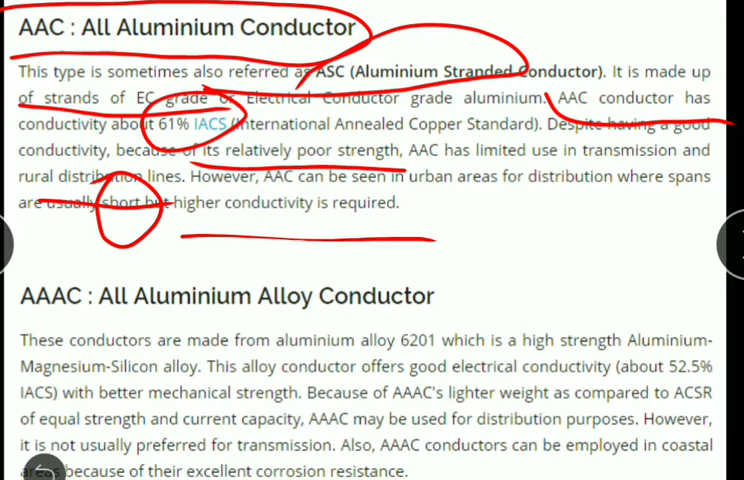 AAC : All Aluminium Conductor
This type is sometimes also referred as ASC (Aluminium Stranded Conductor). It is made up
of strands of EC grade or Electrical Conductor grade aluminium. AAC conductor has
conductivity about 61% IACS (International Annealed Copper Standard). Despite having a good
conductivity, because of its relatively poor strength, AAC has limited use in transmission and
rural distribution lines. However, AAC can be seen in urban areas for distribution where spans
are usually short but higher conductivity is required.
AAAC : All Aluminium Alloy Conductor
These conductors are made from aluminium alloy 6201 which is a high strength Aluminium-
Magnesium-Silicon alloy. This alloy conductor offers good electrical conductivity (about 52.5%
IACS) with better mechanical strength. Because of AAAC's lighter weight as compared to ACSR
of equal strength and current capacity, AAAC may be used for distribution purposes. However,
it is not usually preferred for transmission. Also, AAAC conductors can be employed in coastal
areas because of their excellent corrosion resistance.